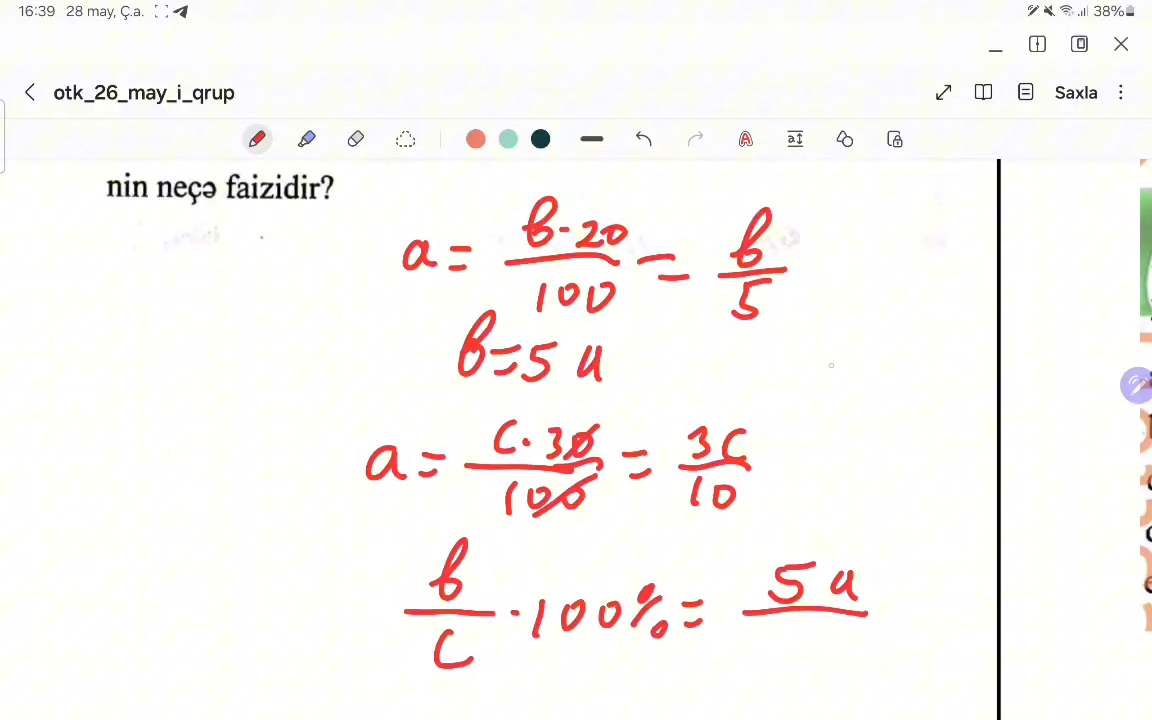 16:39 28 may, Ç.a. 38%
otk_26_may_i_qrup Saxla
nin neçə faizidir?
a = b·20/100 = b/5
b = 5a
a = c·30/100 = 3c/10
b/c · 100% = 5a